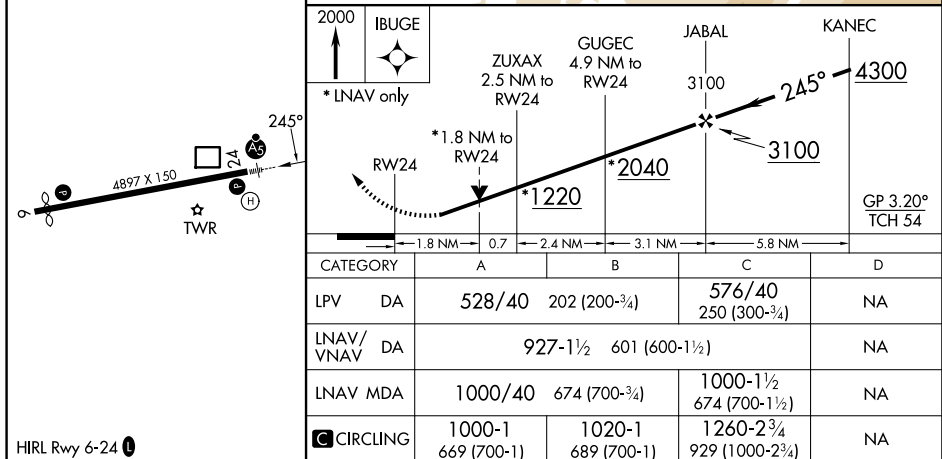 245°
A5
24
4897 X 150
P
P
H
6
TWR
HIRL Rwy 6-24 L
2000
IBUGE
* LNAV only
ZUXAX
2.5 NM to
RW24
GUGEC
4.9 NM to
RW24
JABAL
3100
KANEC
4300
245°
3100
*1.8 NM to
RW24
RW24
*2040
*1220
GP 3.20°
TCH 54
1.8 NM 0.7 2.4 NM 3.1 NM 5.8 NM
CATEGORY A B C D
LPV DA 528/40 202 (200-¾) 576/40 250 (300-¾) NA
LNAV/
VNAV DA 927-1½ 601 (600-1½) NA
LNAV MDA 1000/40 674 (700-¾) 1000-1½ 674 (700-1½) NA
C CIRCLING 1000-1 669 (700-1) 1020-1 689 (700-1) 1260-2¾ 929 (1000-2¾) NA